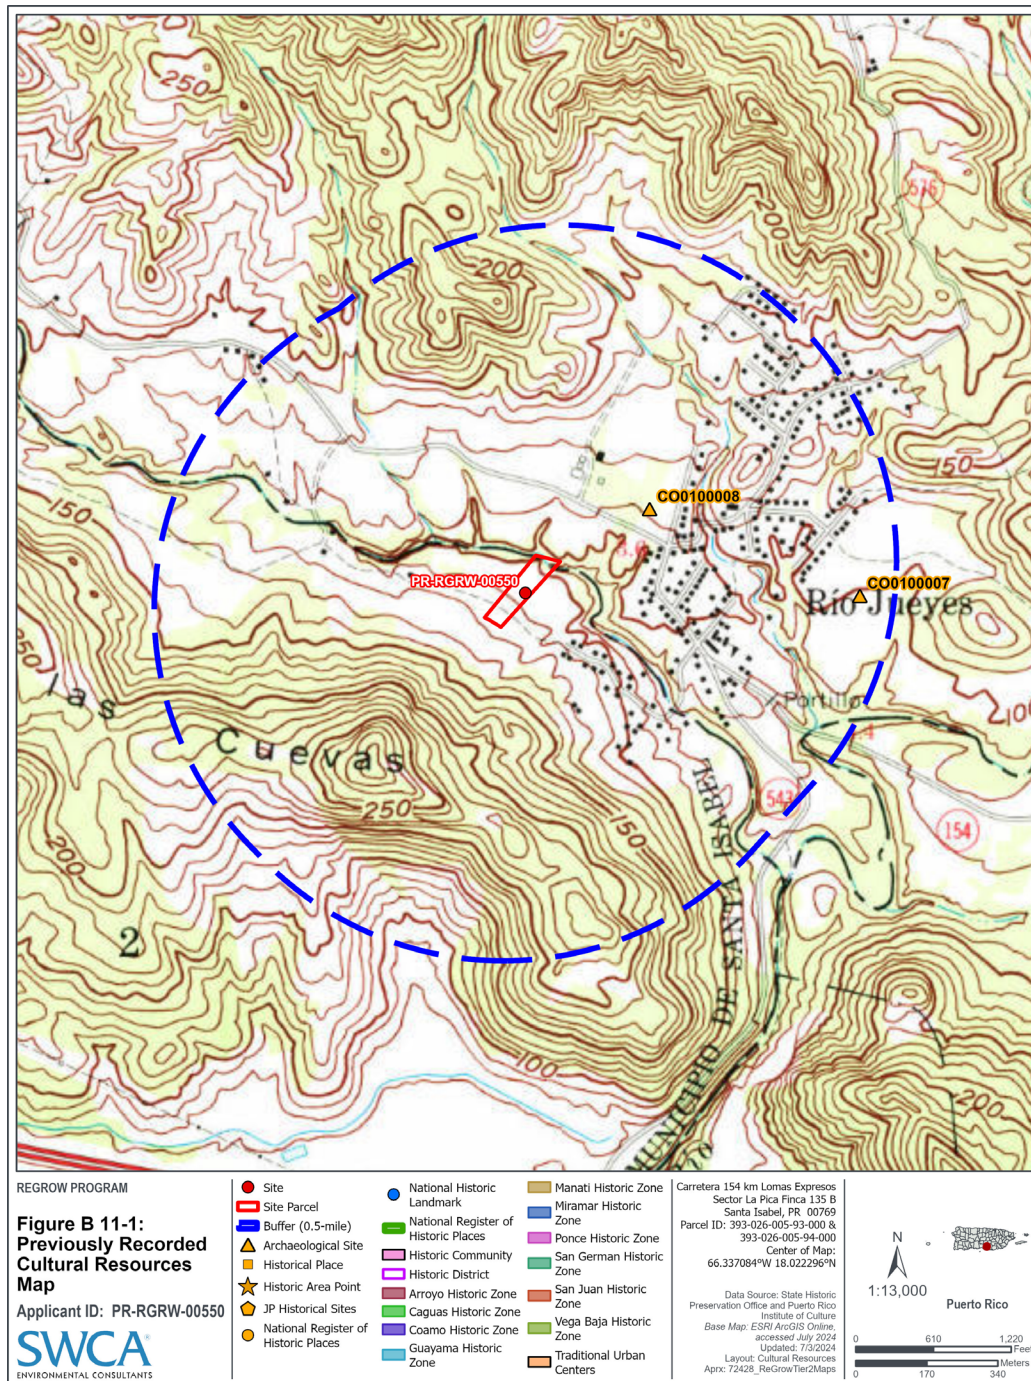 250
200
576
200
150
CO0100008
3.0
PR-RGRW-00550
CO0100007
Río Jueyes
150
250
las
Cuevas
Portillo
100
250
150
543
154
200
MUNICIPIO DE SANTA ISABEL
Río
2
100
200
REGROW PROGRAM
Figure B 11-1:
Previously Recorded
Cultural Resources
Map
Applicant ID: PR-RGRW-00550
SWCA®
ENVIRONMENTAL CONSULTANTS
Site
Site Parcel
Buffer (0.5-mile)
Archaeological Site
Historical Place
Historic Area Point
JP Historical Sites
National Register of
Historic Places
National Historic
Landmark
National Register of
Historic Places
Historic Community
Historic District
Arroyo Historic Zone
Caguas Historic Zone
Coamo Historic Zone
Guayama Historic
Zone
Manati Historic Zone
Miramar Historic
Zone
Ponce Historic Zone
San German Historic
Zone
San Juan Historic
Zone
Vega Baja Historic
Zone
Traditional Urban
Centers
Carretera 154 km Lomas Expresos
Sector La Pica Finca 135 B
Santa Isabel, PR 00769
Parcel ID: 393-026-005-93-000 &
393-026-005-94-000
Center of Map:
66.337084°W 18.022296°N
Data Source: State Historic
Preservation Office and Puerto Rico
Institute of Culture
Base Map: ESRI ArcGIS Online,
accessed July 2024
Updated: 7/3/2024
Layout: Cultural Resources
Aprx: 72428_ReGrowTier2Maps
N
1:13,000
Puerto Rico
0 610 1,220
Feet
Meters
0 170 340